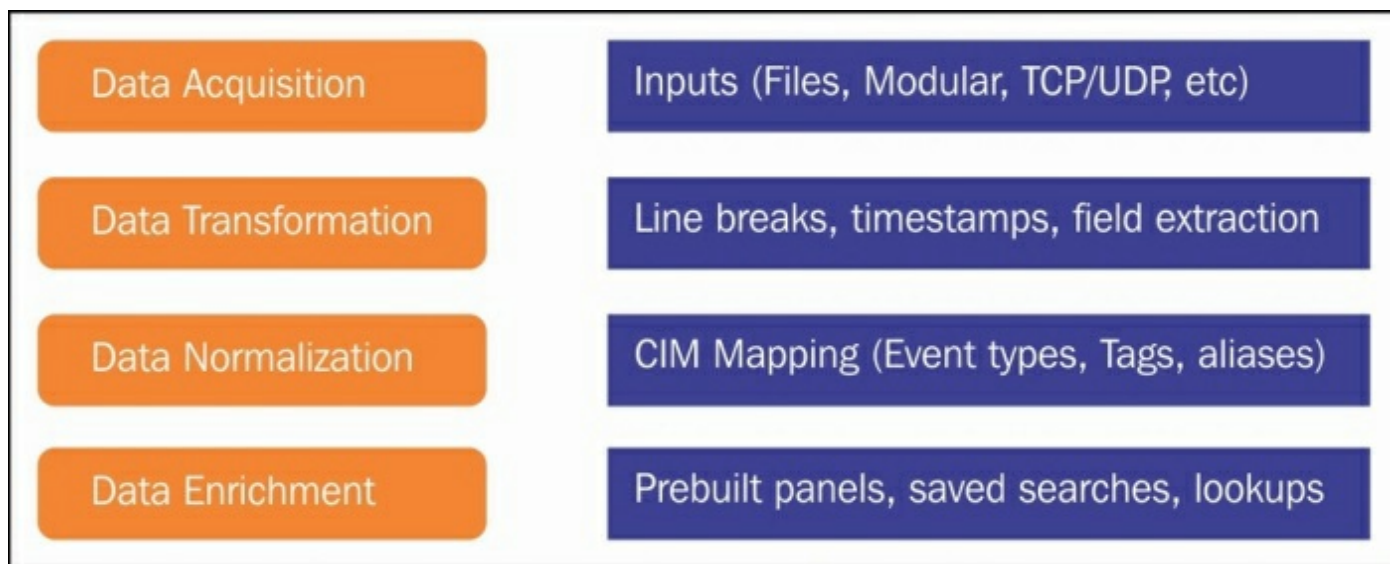 Data Acquisition
Inputs (Files, Modular, TCP/UDP, etc)
Data Transformation
Line breaks, timestamps, field extraction
Data Normalization
CIM Mapping (Event types, Tags, aliases)
Data Enrichment
Prebuilt panels, saved searches, lookups